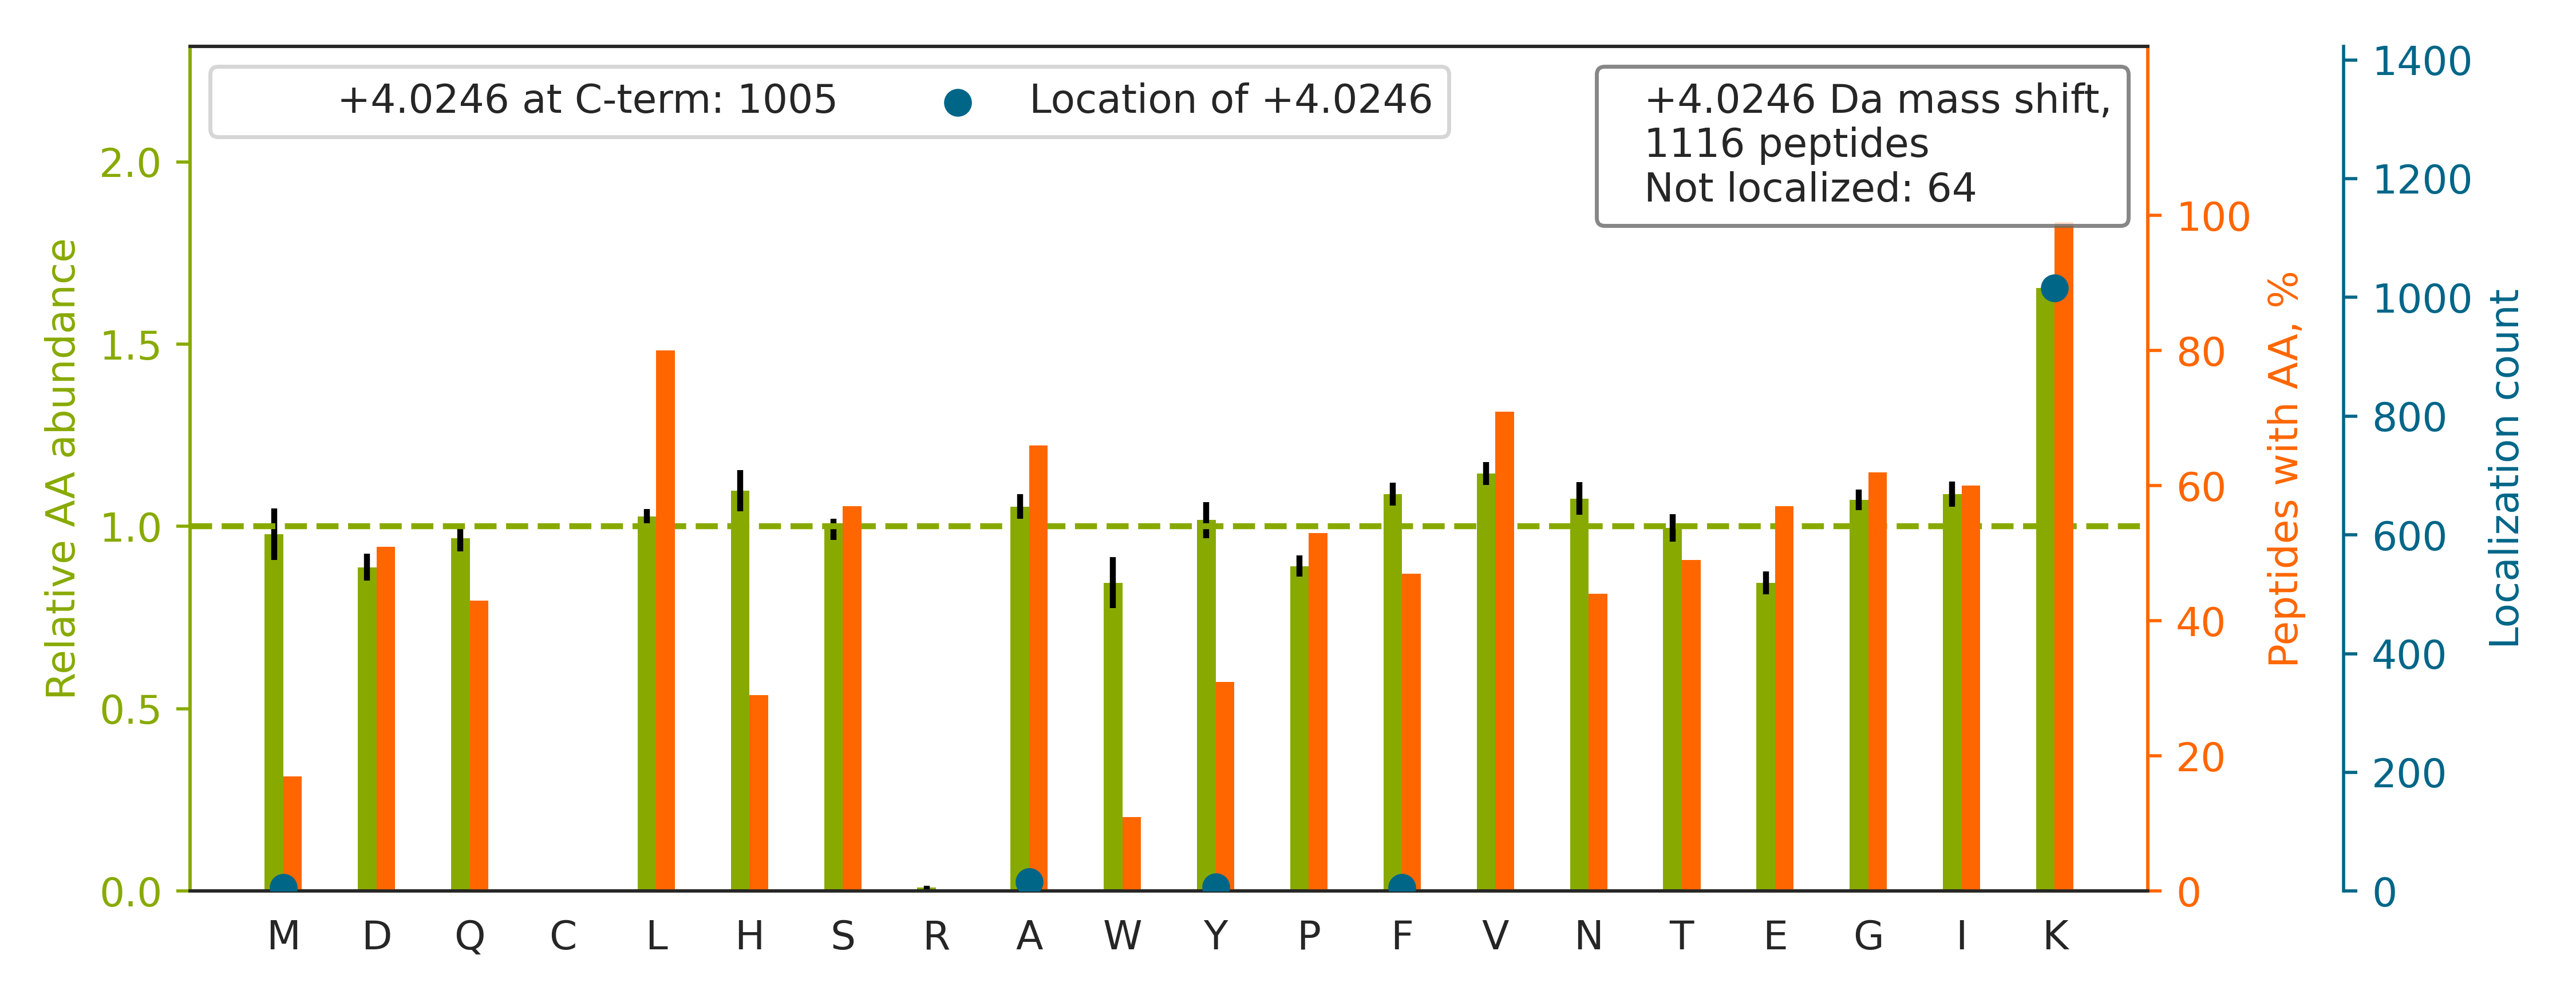 +4.0246 at C-term: 1005
Location of +4.0246
+4.0246 Da mass shift,
1116 peptides
Not localized: 64
Relative AA abundance
2.0
1.5
1.0
0.5
0.0
M D Q C L H S R A W Y P F V N T E G I K
100
80
60
40
20
0
Peptides with AA, %
1400
1200
1000
800
600
400
200
0
Localization count